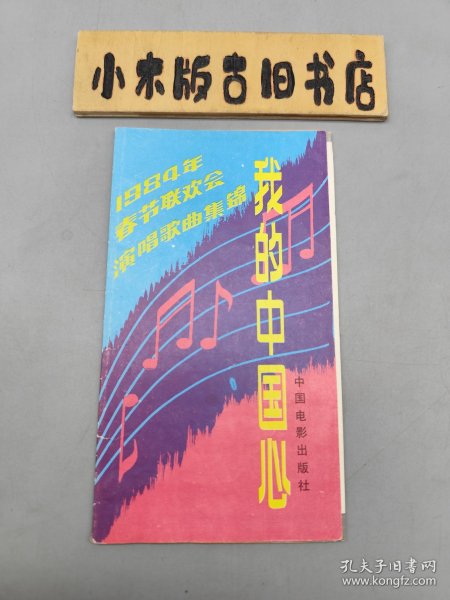 小木版古旧书店
1984年
春节联欢会
演唱歌曲集锦
我的中国心
中国电影出版社
孔夫子旧书网
www.kongfz.com